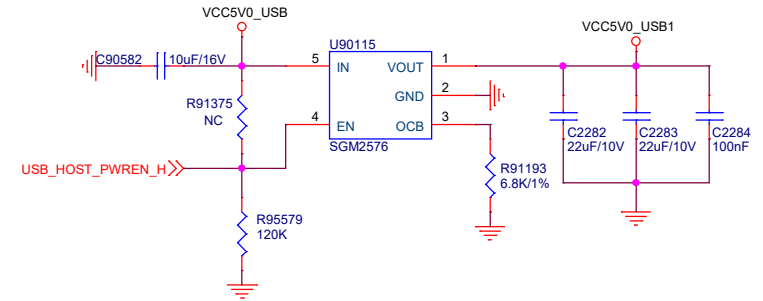 VCC5V0_USB
VCC5V0_USB1
C90582
10uF/16V
U90115
5
IN
VOUT
1
GND
2
R91375
NC
4
EN
OCB
3
SGM2576
USB_HOST_PWREN_H
R91193
6.8K/1%
C2282
22uF/10V
C2283
22uF/10V
C2284
100nF
R95579
120K